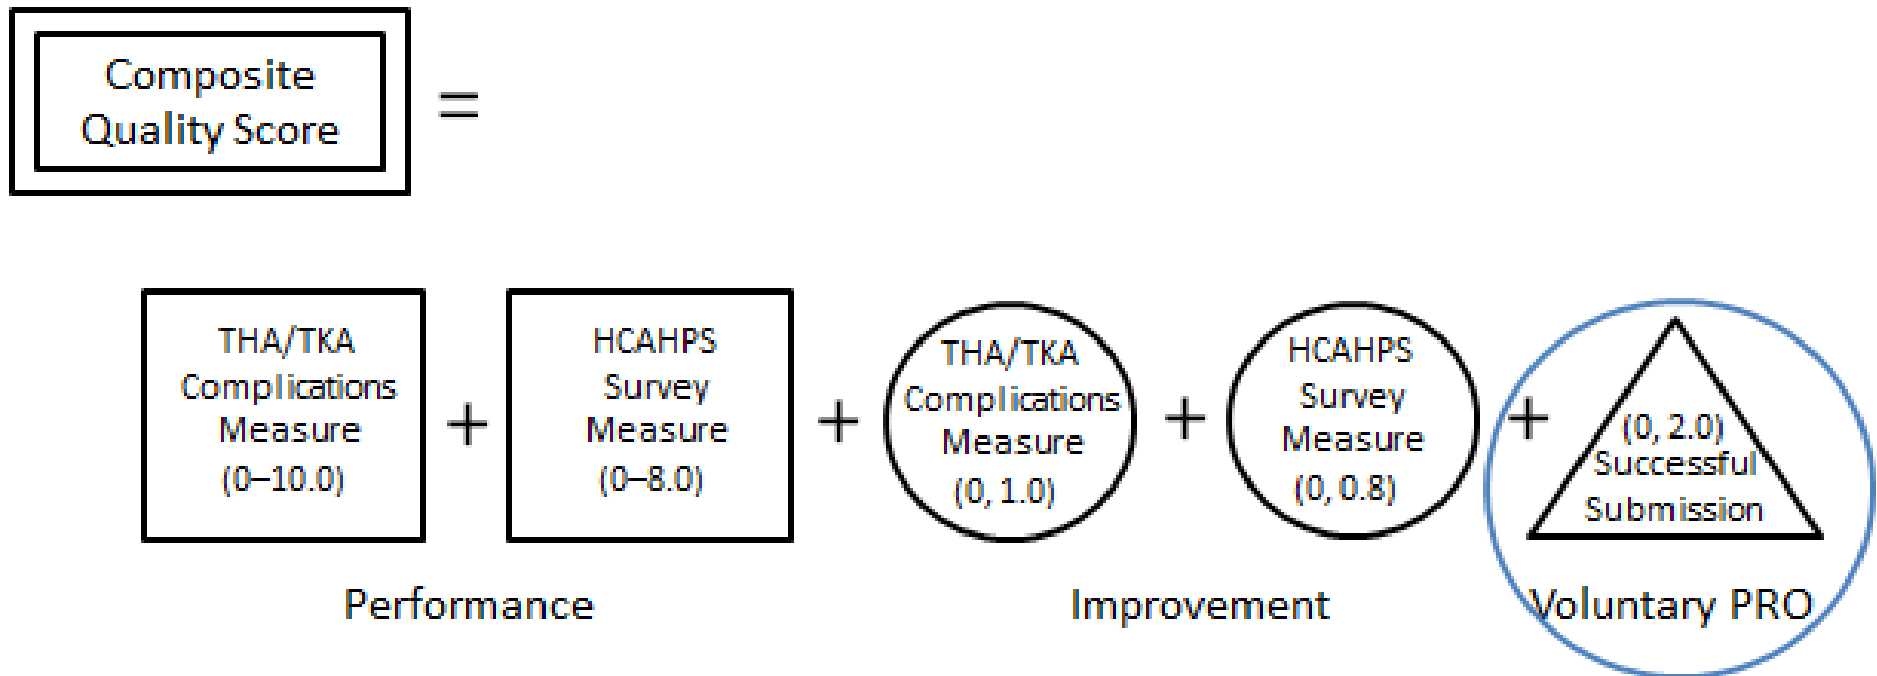 Composite
Quality Score
=
THA/TKA
Complications
Measure
(0–10.0)
+
HCAHPS
Survey
Measure
(0–8.0)
+
THA/TKA
Complications
Measure
(0, 1.0)
+
HCAHPS
Survey
Measure
(0, 0.8)
+
(0, 2.0)
Successful
Submission
Performance
Improvement
Voluntary PRO